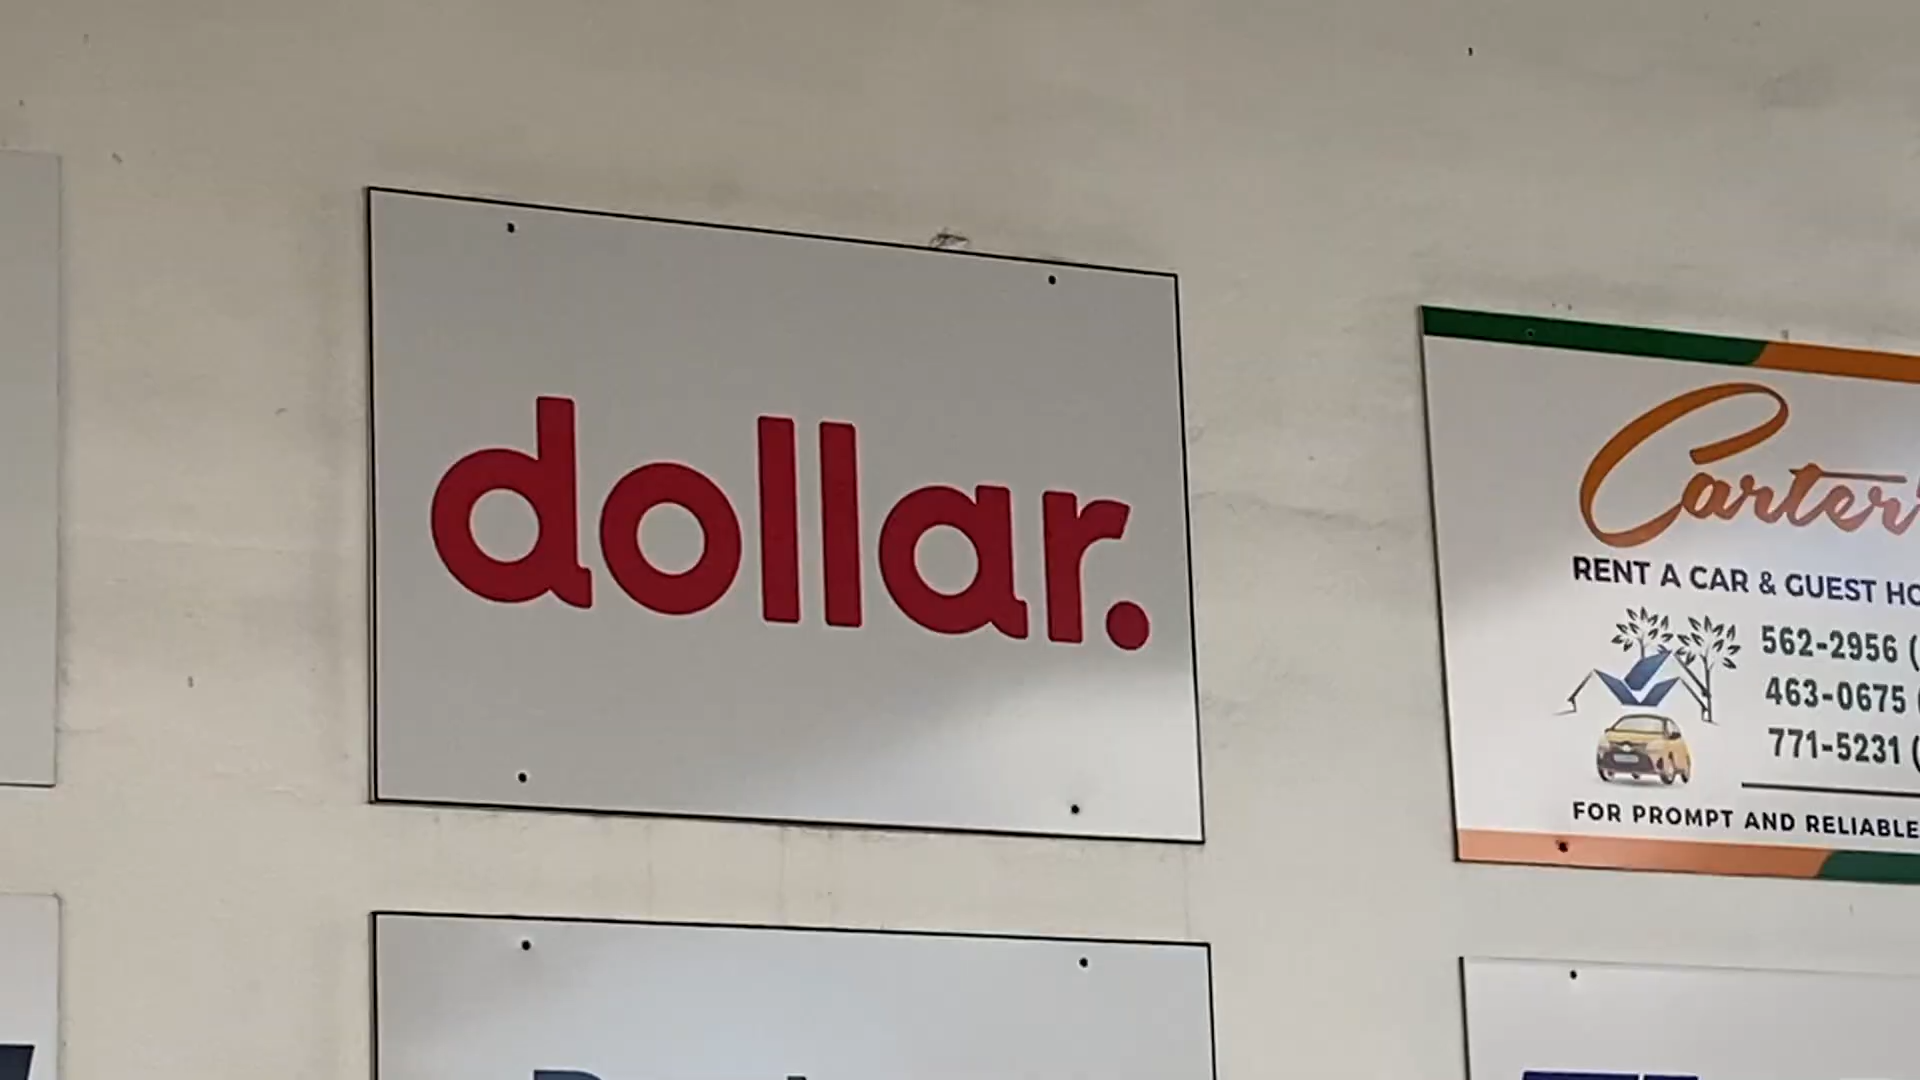 dollar.
Carter'
RENT A CAR & GUEST HO
562-2956 (
463-0675 (
771-5231 (
FOR PROMPT AND RELIABLE